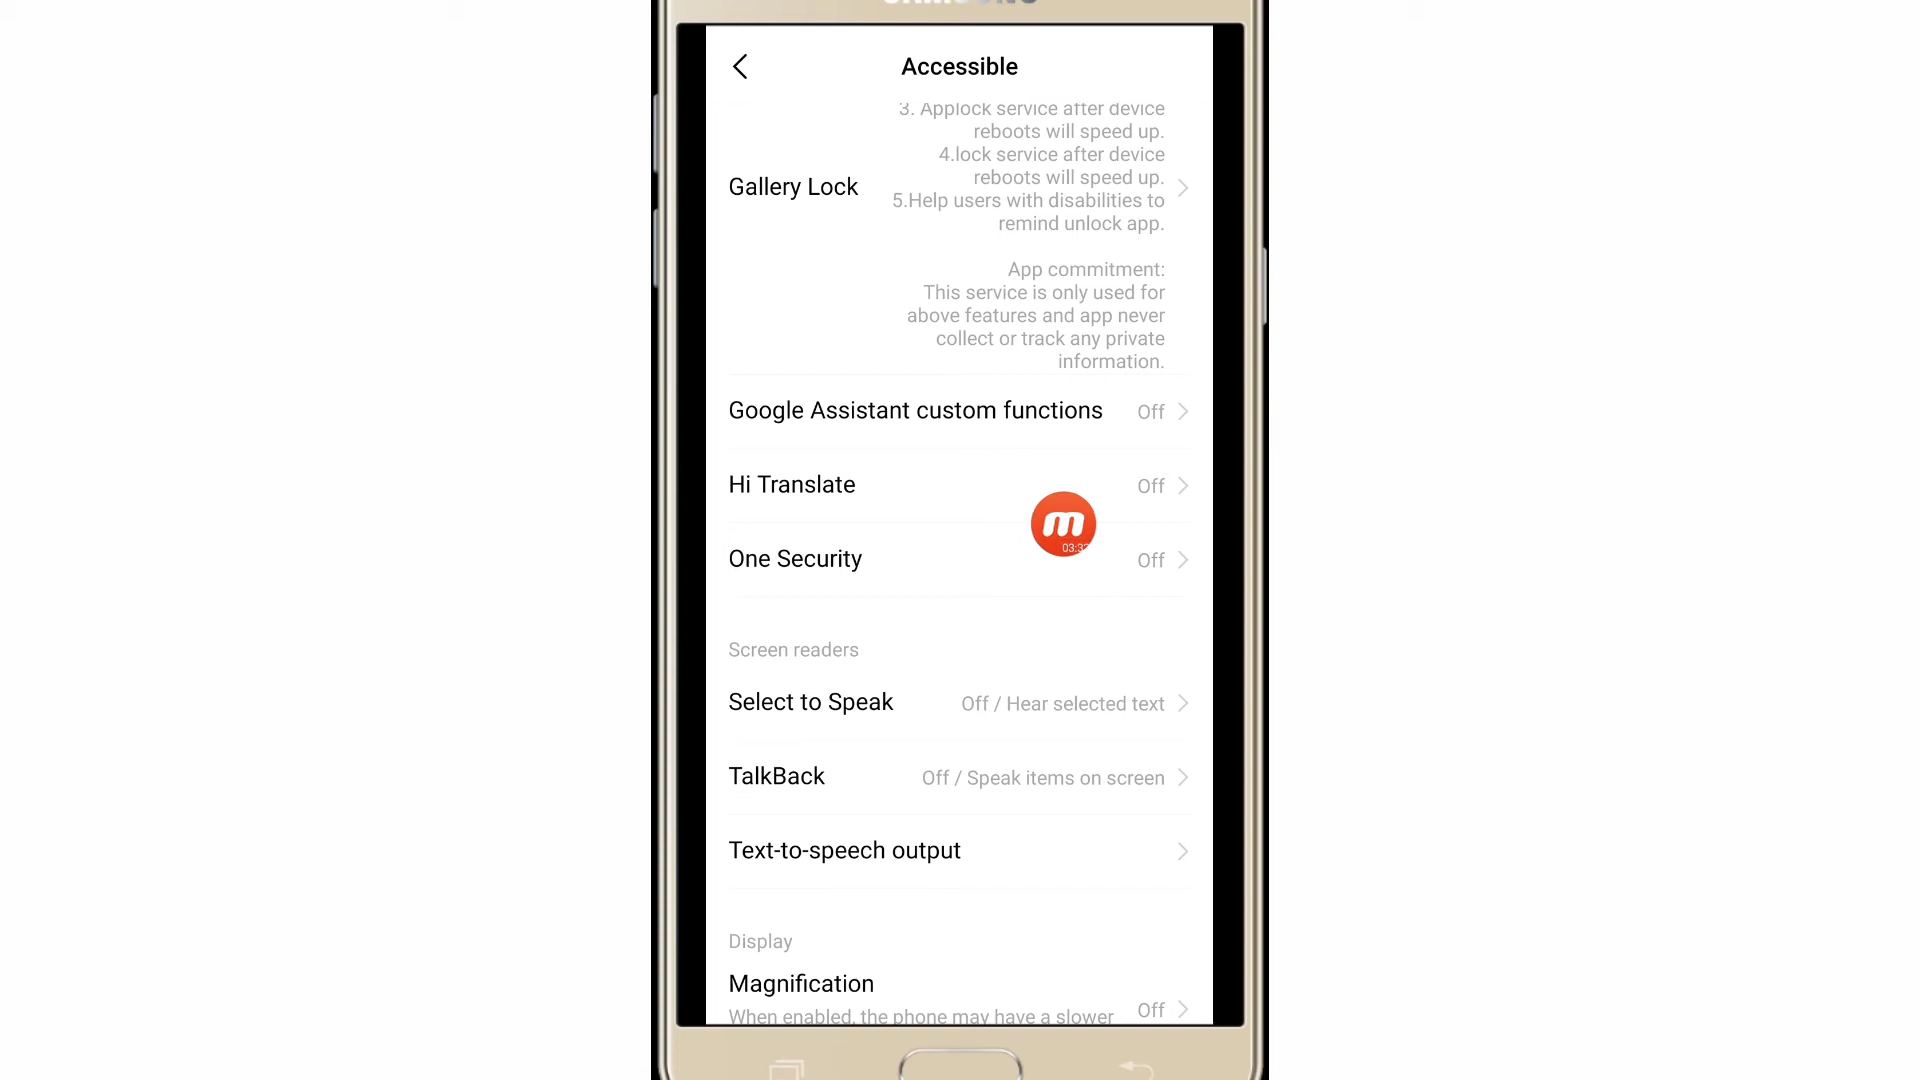 SAMSUNG
Accessible
3. Applock service after device
reboots will speed up.
4.lock service after device
reboots will speed up.
Gallery Lock
5.Help users with disabilities to
remind unlock app.
App commitment:
This service is only used for
above features and app never
collect or track any private
information.
Google Assistant custom functions Off
Hi Translate Off
m
One Security Off
Screen readers
Select to Speak Off / Hear selected text
TalkBack Off / Speak items on screen
Text-to-speech output
Display
Magnification
When enabled, the phone may have a slower Off